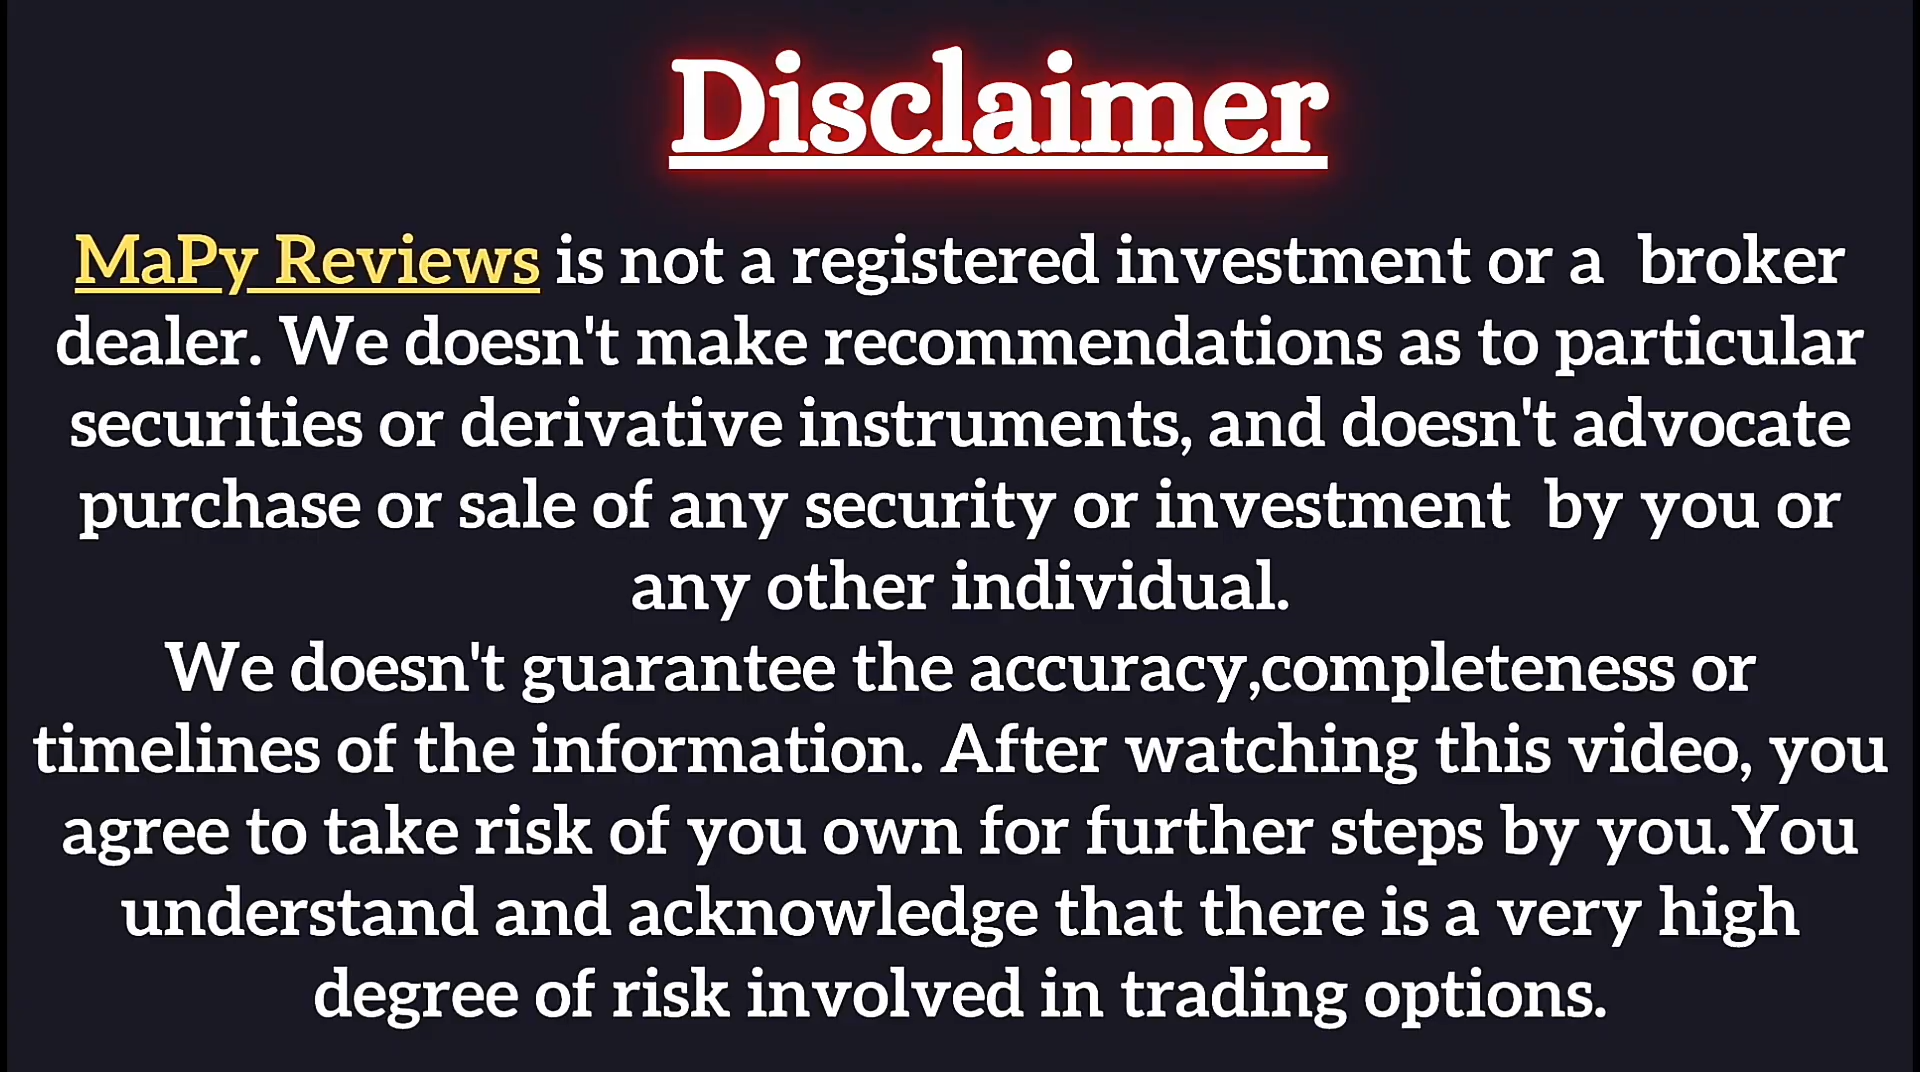 Disclaimer
MaPy Reviews is not a registered investment or a  broker
dealer. We doesn't make recommendations as to particular
securities or derivative instruments, and doesn't advocate
purchase or sale of any security or investment  by you or
any other individual.
We doesn't guarantee the accuracy,completeness or
timelines of the information. After watching this video, you
agree to take risk of you own for further steps by you.You
understand and acknowledge that there is a very high
degree of risk involved in trading options.